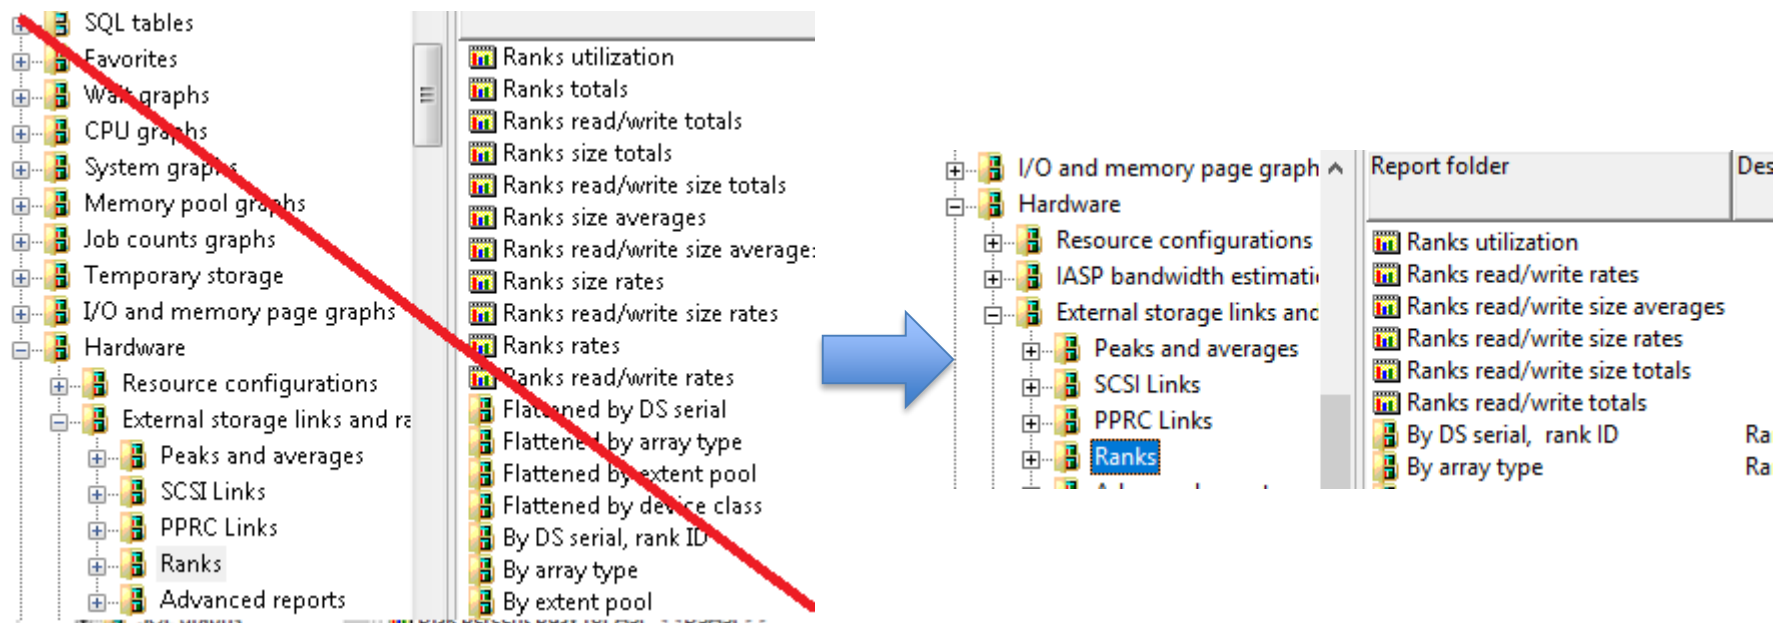 SQL tables
Favorites
Wait graphs
CPU graphs
System graphs
Memory pool graphs
Job counts graphs
Temporary storage
I/O and memory page graphs
Hardware
Resource configurations
External storage links and ra
Peaks and averages
SCSI Links
PPRC Links
Ranks
Advanced reports
Ranks utilization
Ranks totals
Ranks read/write totals
Ranks size totals
Ranks read/write size totals
Ranks size averages
Ranks read/write size average
Ranks size rates
Ranks read/write size rates
Ranks rates
Ranks read/write rates
Flattened by DS serial
Flattened by array type
Flattened by extent pool
Flattened by device class
By DS serial, rank ID
By array type
By extent pool
I/O and memory page graph
Hardware
Resource configurations
IASP bandwidth estimati
External storage links and
Peaks and averages
SCSI Links
PPRC Links
Ranks
Report folder Des
Ranks utilization
Ranks read/write rates
Ranks read/write size averages
Ranks read/write size rates
Ranks read/write size totals
Ranks read/write totals
By DS serial, rank ID Ra
By array type Ra